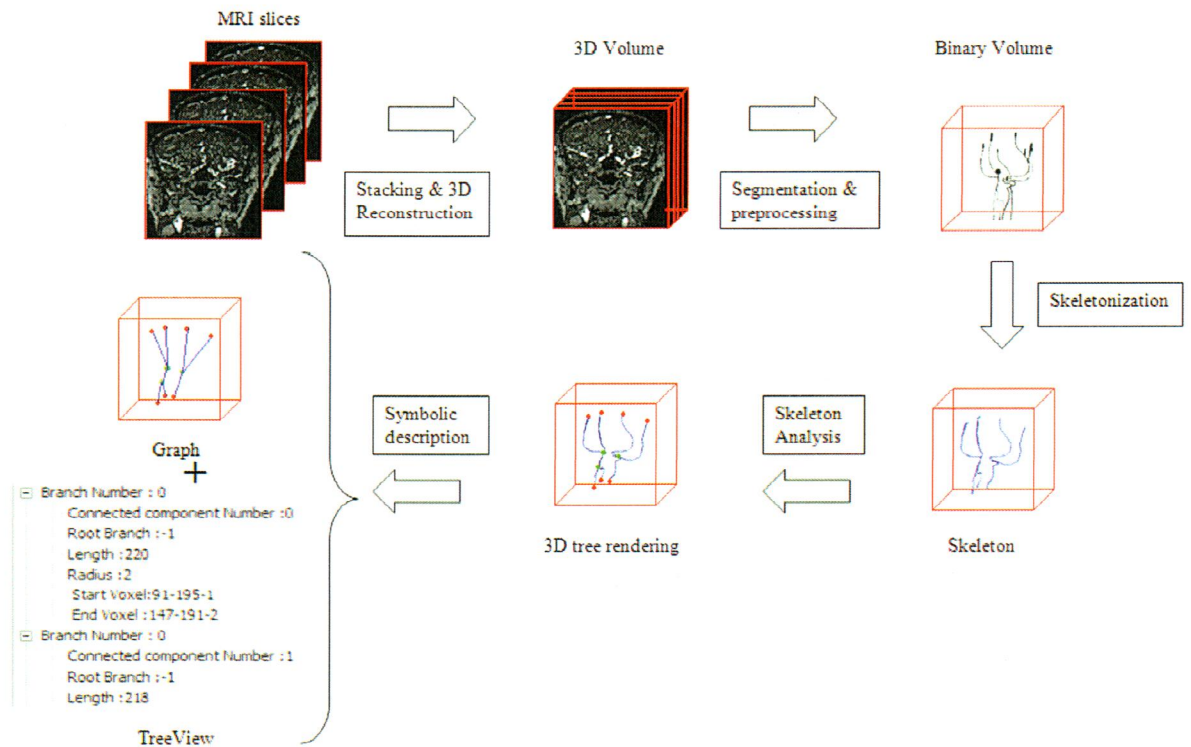 MRI slices
3D Volume
Binary Volume
Stacking & 3D
Reconstruction
Segmentation &
preprocessing
Skeletonization
Symbolic
description
Skeleton
Analysis
Graph
+
3D tree rendering
Skeleton
Branch Number : 0
Connected component Number :0
Root Branch :-1
Length :220
Radius :2
Start Voxel:91-195-1
End Voxel :147-191-2
Branch Number : 0
Connected component Number :1
Root Branch :-1
Length :218
TreeView